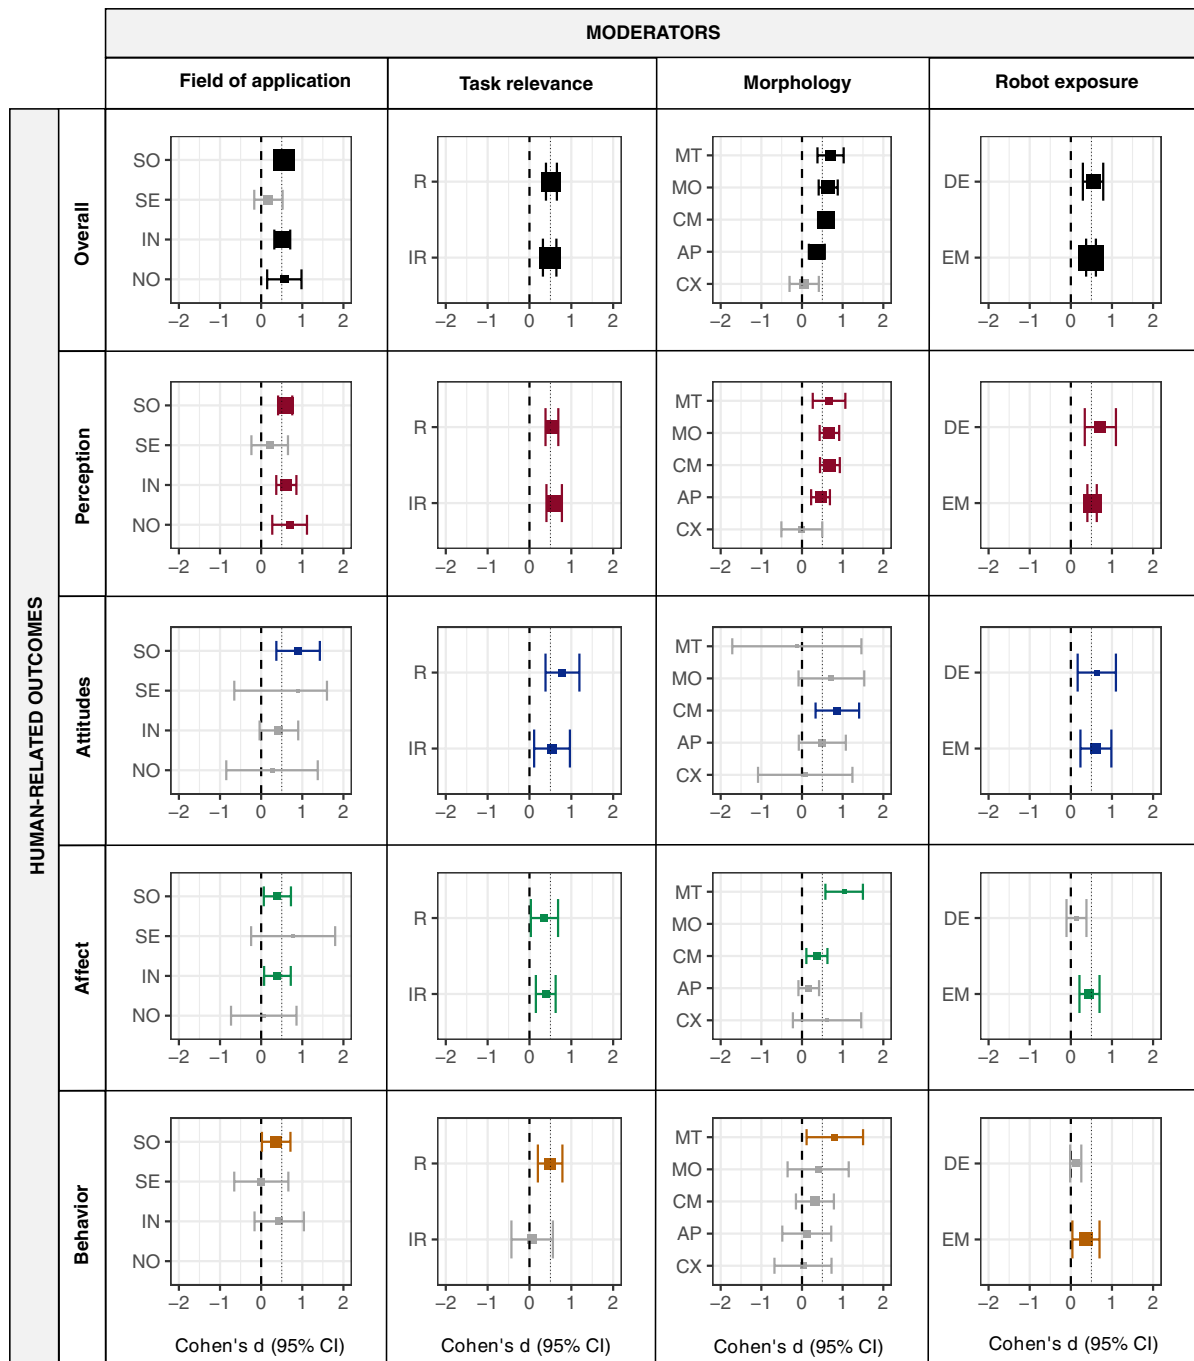 MODERATORS
Field of application
Task relevance
Morphology
Robot exposure
HUMAN-RELATED OUTCOMES
Overall
SO
SE
IN
NO
−2 −1 0 1 2
R
IR
−2 −1 0 1 2
MT
MO
CM
AP
CX
−2 −1 0 1 2
DE
EM
−2 −1 0 1 2
Perception
SO
SE
IN
NO
−2 −1 0 1 2
R
IR
−2 −1 0 1 2
MT
MO
CM
AP
CX
−2 −1 0 1 2
DE
EM
−2 −1 0 1 2
Attitudes
SO
SE
IN
NO
−2 −1 0 1 2
R
IR
−2 −1 0 1 2
MT
MO
CM
AP
CX
−2 −1 0 1 2
DE
EM
−2 −1 0 1 2
Affect
SO
SE
IN
NO
−2 −1 0 1 2
R
IR
−2 −1 0 1 2
MT
MO
CM
AP
CX
−2 −1 0 1 2
DE
EM
−2 −1 0 1 2
Behavior
SO
SE
IN
NO
−2 −1 0 1 2
Cohen's d (95% CI)
R
IR
−2 −1 0 1 2
Cohen's d (95% CI)
MT
MO
CM
AP
CX
−2 −1 0 1 2
Cohen's d (95% CI)
DE
EM
−2 −1 0 1 2
Cohen's d (95% CI)